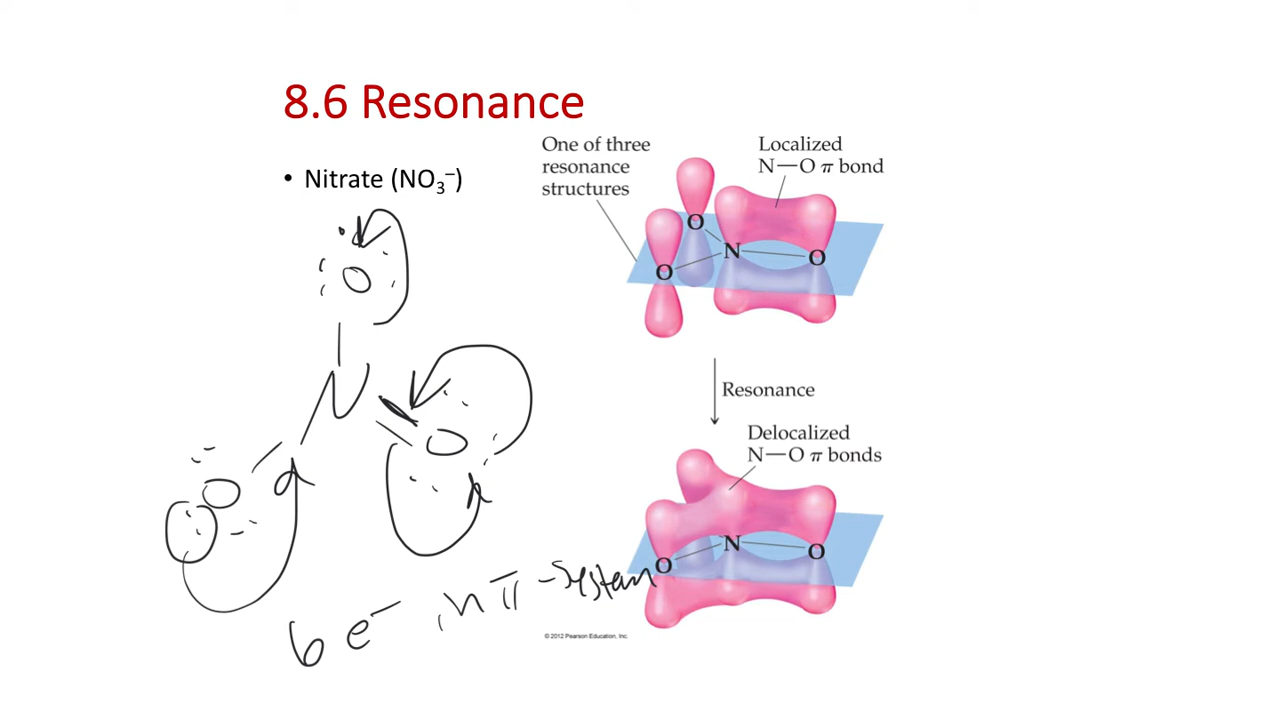 8.6 Resonance
• Nitrate (NO₃⁻)
One of three
resonance
structures
Localized
N—O π bond
O
N
O
O
Resonance
Delocalized
N—O π bonds
N
O
O
O
N
O
O
6 e⁻ in π-system
© 2012 Pearson Education, Inc.